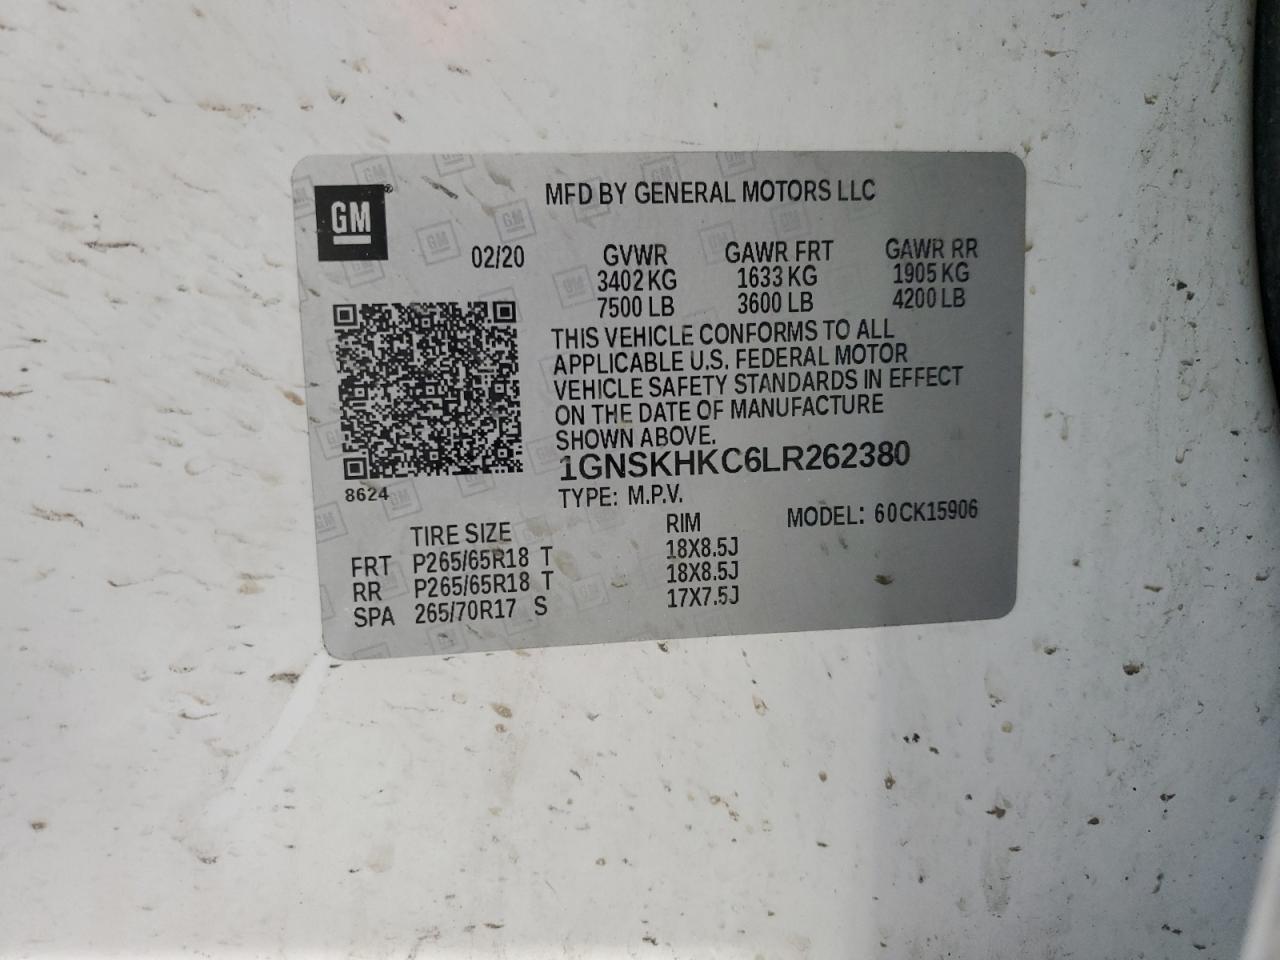 GM®
MFD BY GENERAL MOTORS LLC
02/20 GVWR GAWR FRT GAWR RR
3402 KG 1633 KG 1905 KG
7500 LB 3600 LB 4200 LB
THIS VEHICLE CONFORMS TO ALL
APPLICABLE U.S. FEDERAL MOTOR
VEHICLE SAFETY STANDARDS IN EFFECT
ON THE DATE OF MANUFACTURE
SHOWN ABOVE.
1GNSKHKC6LR262380
8624
TYPE: M.P.V.
MODEL: 60CK15906
TIRE SIZE RIM
FRT P265/65R18 T 18X8.5J
RR P265/65R18 T 18X8.5J
SPA 265/70R17 S 17X7.5J